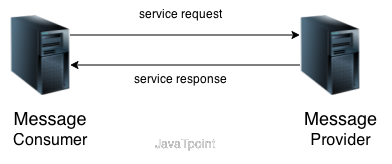 service request
service response
Message
Consumer
Message
Provider
JavaTpoint